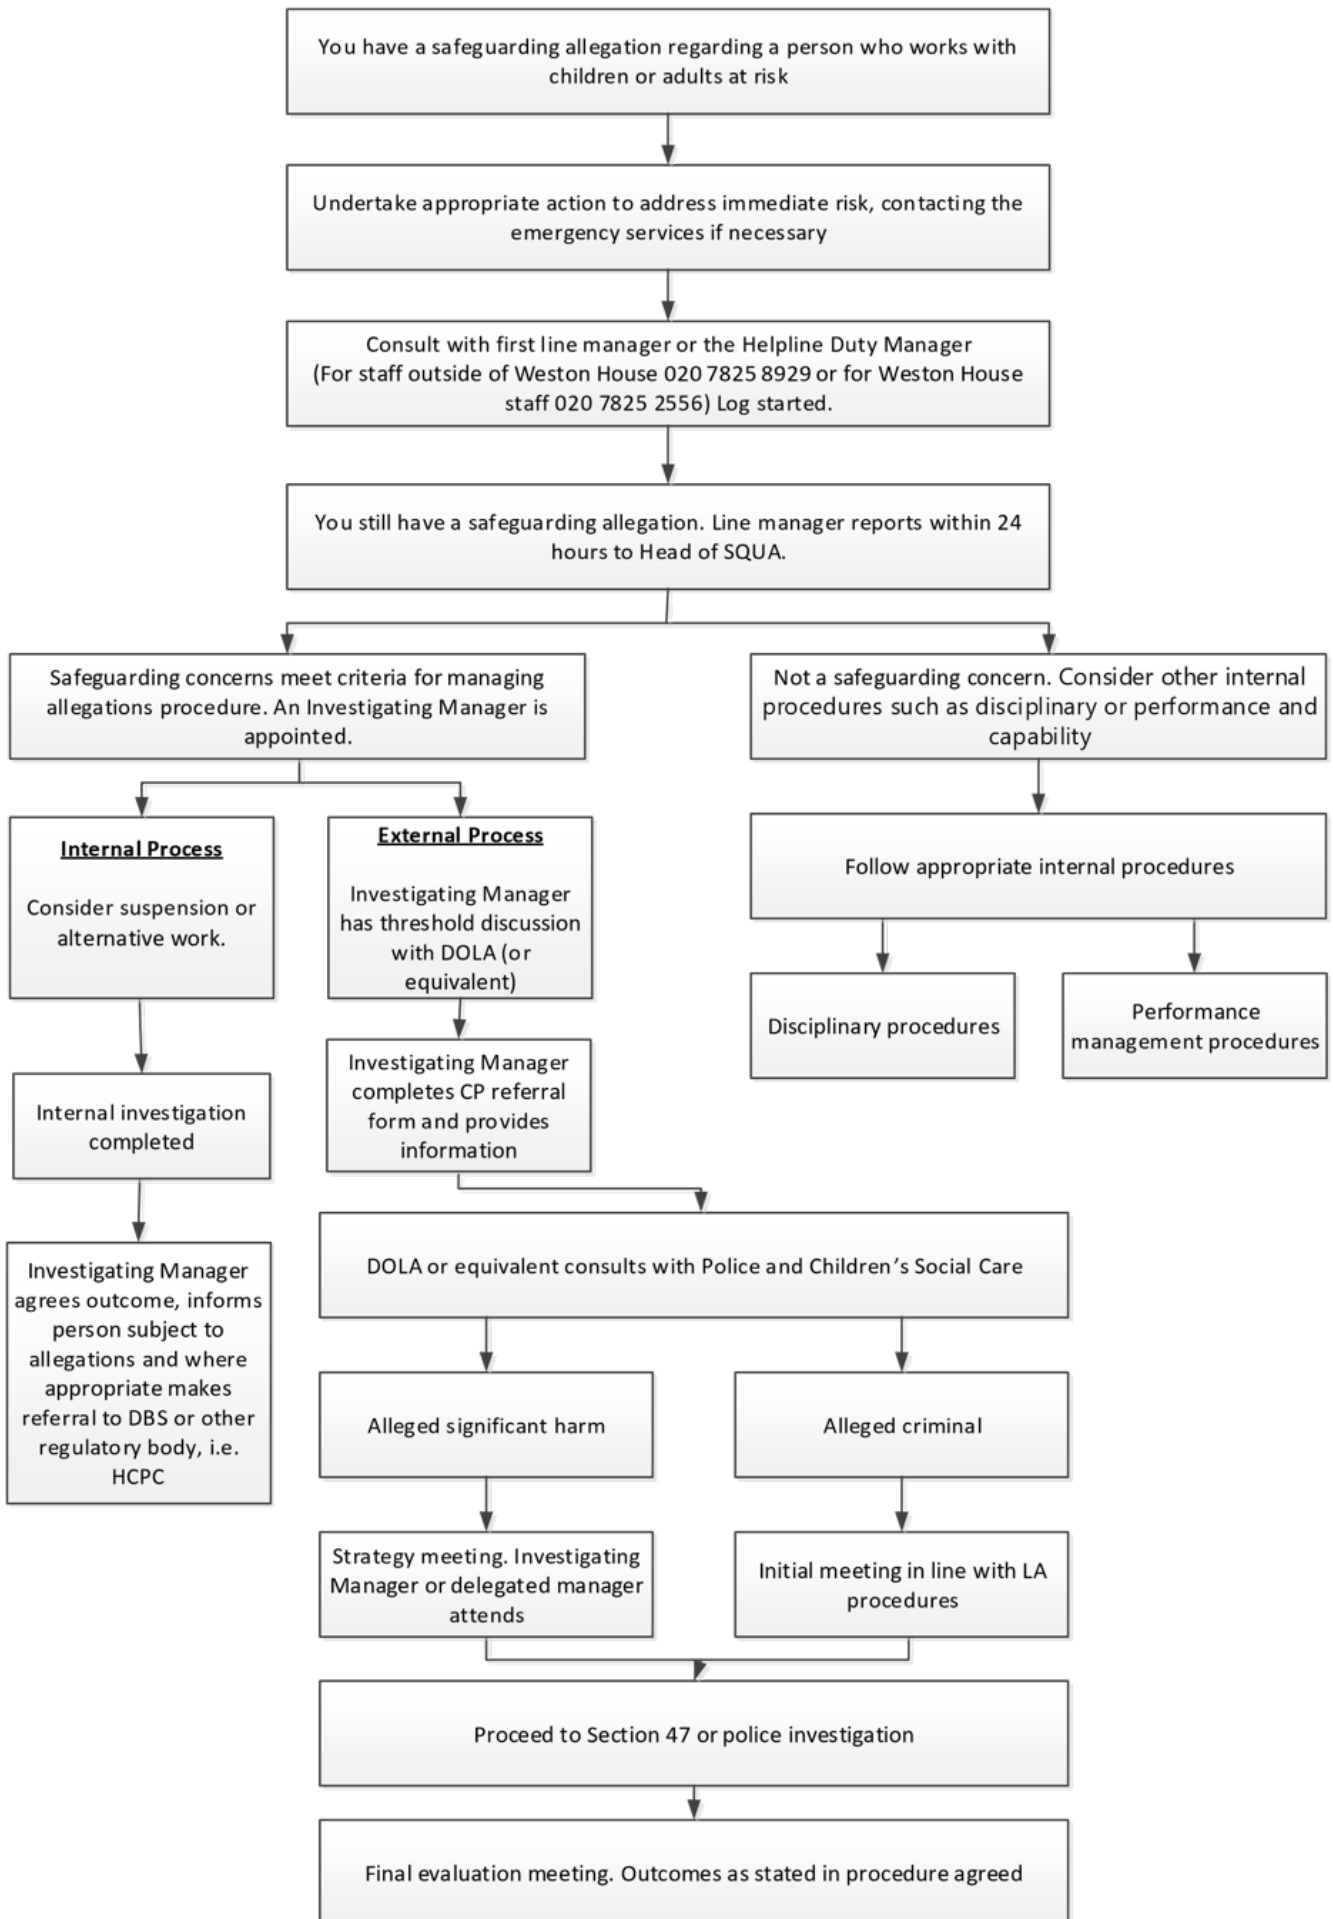 You have a safeguarding allegation regarding a person who works with
children or adults at risk
Undertake appropriate action to address immediate risk, contacting the
emergency services if necessary
Consult with first line manager or the Helpline Duty Manager
(For staff outside of Weston House 020 7825 8929 or for Weston House
staff 020 7825 2556) Log started.
You still have a safeguarding allegation. Line manager reports within 24
hours to Head of SQUA.
Safeguarding concerns meet criteria for managing
allegations procedure. An Investigating Manager is
appointed.
Not a safeguarding concern. Consider other internal
procedures such as disciplinary or performance and
capability
Internal Process
Consider suspension or
alternative work.
External Process
Investigating Manager
has threshold discussion
with DOLA (or
equivalent)
Follow appropriate internal procedures
Disciplinary procedures
Performance
management procedures
Internal investigation
completed
Investigating Manager
completes CP referral
form and provides
information
Investigating Manager
agrees outcome, informs
person subject to
allegations and where
appropriate makes
referral to DBS or other
regulatory body, i.e.
HCPC
DOLA or equivalent consults with Police and Children’s Social Care
Alleged significant harm
Alleged criminal
Strategy meeting. Investigating
Manager or delegated manager
attends
Initial meeting in line with LA
procedures
Proceed to Section 47 or police investigation
Final evaluation meeting. Outcomes as stated in procedure agreed